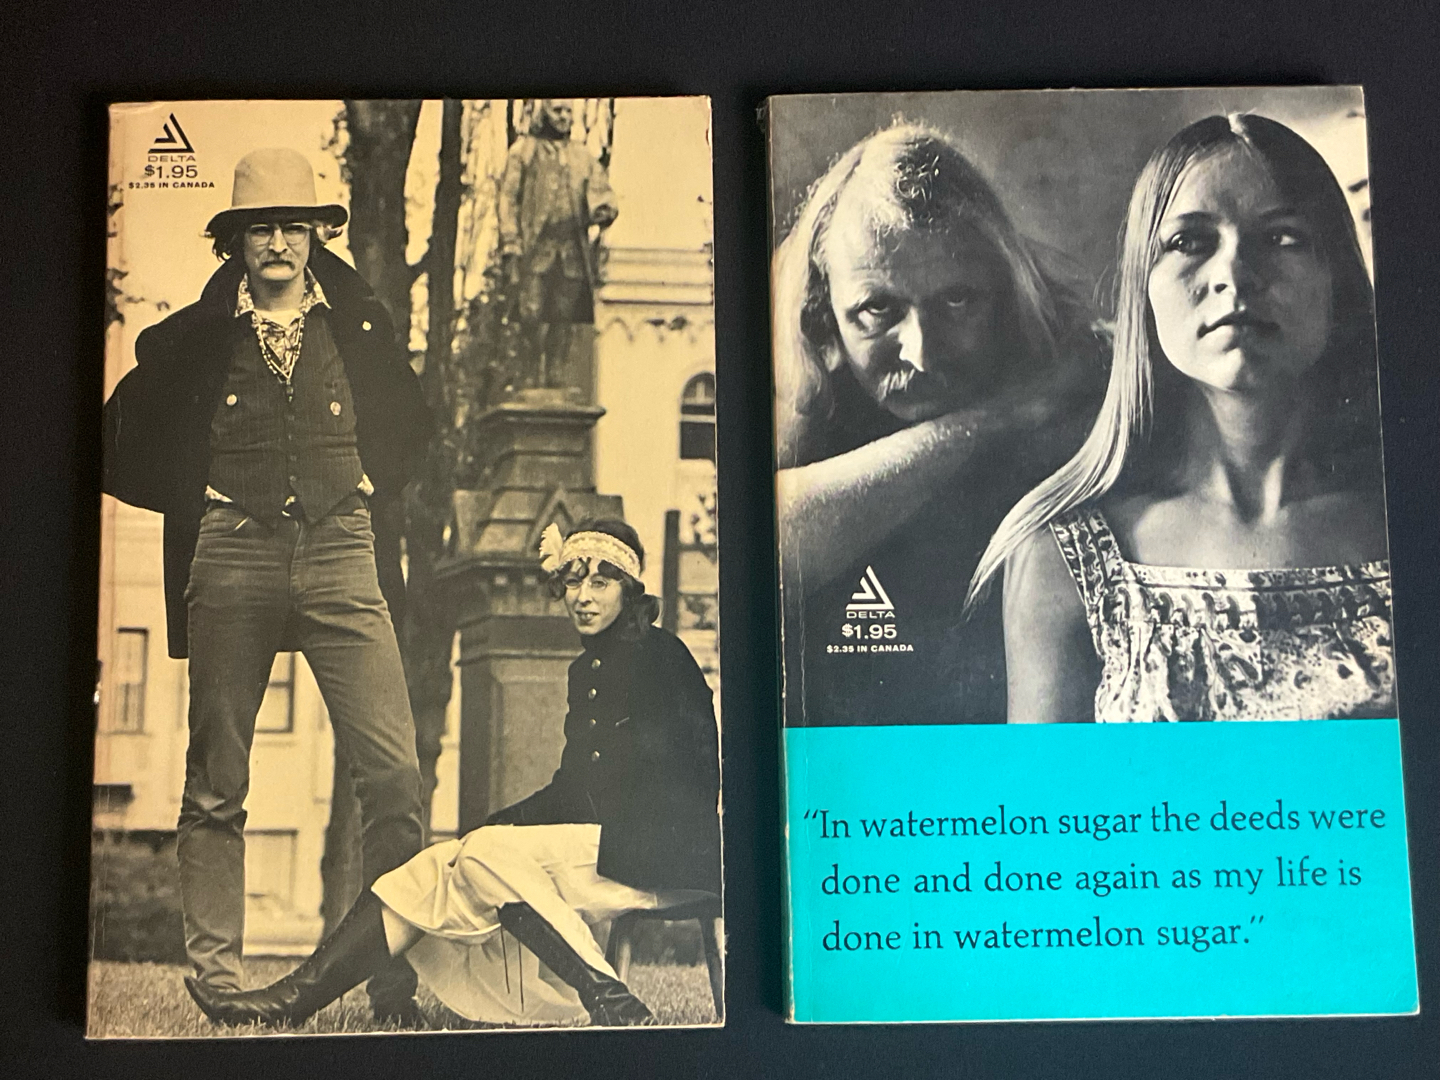 DELTA
$1.95
$2.35 IN CANADA
DELTA
$1.95
$2.35 IN CANADA
“In watermelon sugar the deeds were
done and done again as my life is
done in watermelon sugar.”